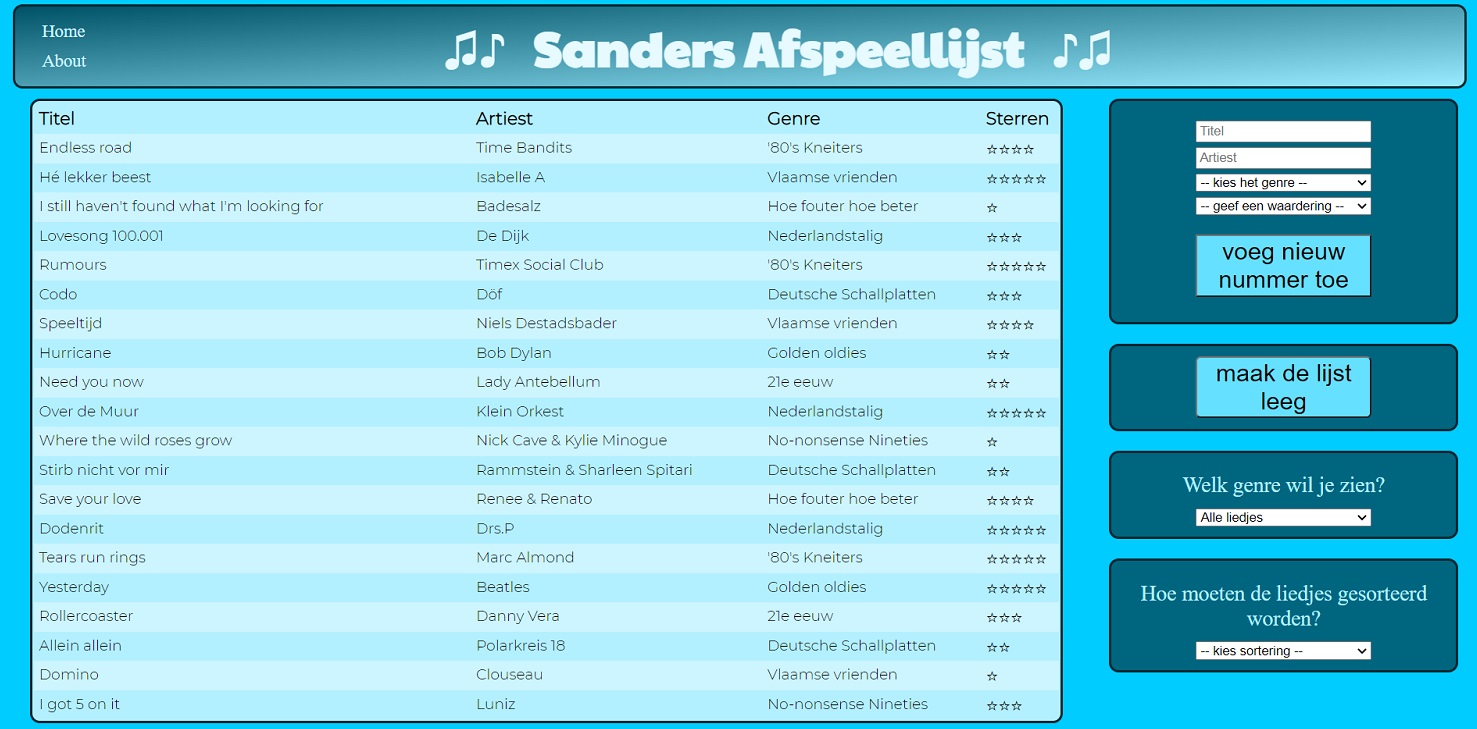 Home
About
♫♪ Sanders Afspeellijst ♪♫
Titel Artiest Genre Sterren
Endless road Time Bandits '80's Kneiters ☆☆☆☆
Hé lekker beest Isabelle A Vlaamse vrienden ☆☆☆☆☆
I still haven't found what I'm looking for Badesalz Hoe fouter hoe beter ☆
Lovesong 100.001 De Dijk Nederlandstalig ☆☆☆
Rumours Timex Social Club '80's Kneiters ☆☆☆☆☆
Codo Döf Deutsche Schallplatten ☆☆☆
Speeltijd Niels Destadsbader Vlaamse vrienden ☆☆☆☆
Hurricane Bob Dylan Golden oldies ☆☆
Need you now Lady Antebellum 21e eeuw ☆☆
Over de Muur Klein Orkest Nederlandstalig ☆☆☆☆☆
Where the wild roses grow Nick Cave & Kylie Minogue No-nonsense Nineties ☆
Stirb nicht vor mir Rammstein & Sharleen Spitari Deutsche Schallplatten ☆☆
Save your love Renee & Renato Hoe fouter hoe beter ☆☆☆☆
Dodenrit Drs.P Nederlandstalig ☆☆☆☆☆
Tears run rings Marc Almond '80's Kneiters ☆☆☆☆☆
Yesterday Beatles Golden oldies ☆☆☆☆☆
Rollercoaster Danny Vera 21e eeuw ☆☆☆
Allein allein Polarkreis 18 Deutsche Schallplatten ☆☆
Domino Clouseau Vlaamse vrienden ☆
I got 5 on it Luniz No-nonsense Nineties ☆☆☆
Titel
Artiest
-- kies het genre --
-- geef een waardering --
voeg nieuw
nummer toe
maak de lijst
leeg
Welk genre wil je zien?
Alle liedjes
Hoe moeten de liedjes gesorteerd
worden?
-- kies sortering --